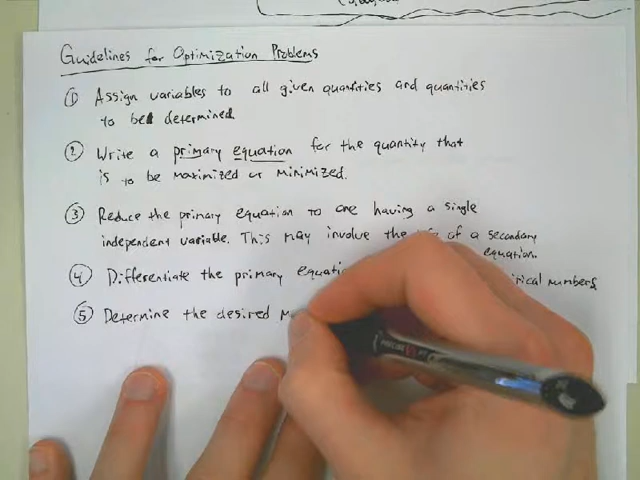 Guidelines for Optimization Problems
① Assign variables to all given quantities and quantities
to be determined.
② Write a primary equation for the quantity that
is to be maximized or minimized.
③ Reduce the primary equation to one having a single
independent variable. This may involve the of a secondary
equation.
④ Differentiate the primary numbers
⑤ Determine the desired